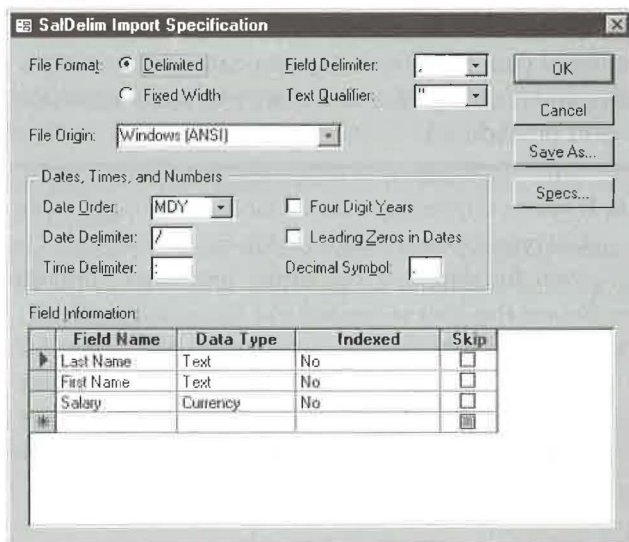 SalDelim Import Specification
File Format: Delimited Field Delimiter: , OK
Fixed Width Text Qualifier: " Cancel
File Origin: Windows (ANSI) Save As...
Dates, Times, and Numbers Specs...
Date Order: MDY Four Digit Years
Date Delimiter: / Leading Zeros in Dates
Time Delimiter: : Decimal Symbol: .
Field Information:
Field Name Data Type Indexed Skip
Last Name Text No
First Name Text No
Salary Currency No